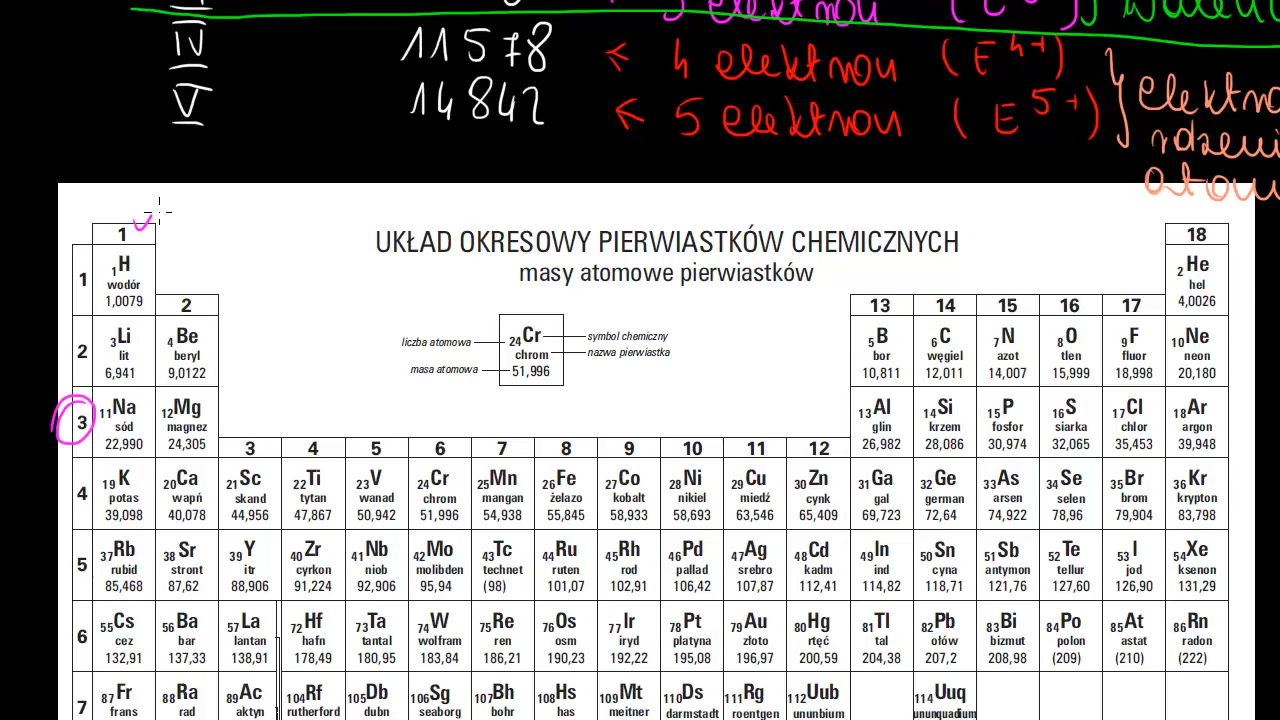 3 elektrou (E
IV 11578 ← 4 elektrou (E4+) elektro
V 14842 ← 5 elektrou (E5+) rdzeni
atom
1 18
UKŁAD OKRESOWY PIERWIASTKÓW CHEMICZNYCH
masy atomowe pierwiastków
1 1H 2He
wodór hel
1,0079 4,0026
2 13 14 15 16 17
2 3Li 4Be 5B 6C 7N 8O 9F 10Ne
lit beryl bor węgiel azot tlen fluor neon
6,941 9,0122 10,811 12,011 14,007 15,999 18,998 20,180
liczba atomowa 24Cr symbol chemiczny
chrom nazwa pierwiastka
masa atomowa 51,996
3 11Na 12Mg 13Al 14Si 15P 16S 17Cl 18Ar
sód magnez glin krzem fosfor siarka chlor argon
22,990 24,305 26,982 28,086 30,974 32,065 35,453 39,948
3 4 5 6 7 8 9 10 11 12
4 19K 20Ca 21Sc 22Ti 23V 24Cr 25Mn 26Fe 27Co 28Ni 29Cu 30Zn 31Ga 32Ge 33As 34Se 35Br 36Kr
potas wapń skand tytan wanad chrom mangan żelazo kobalt nikiel miedź cynk gal german arsen selen brom krypton
39,098 40,078 44,956 47,867 50,942 51,996 54,938 55,845 58,933 58,693 63,546 65,409 69,723 72,64 74,922 78,96 79,904 83,798
5 37Rb 38Sr 39Y 40Zr 41Nb 42Mo 43Tc 44Ru 45Rh 46Pd 47Ag 48Cd 49In 50Sn 51Sb 52Te 53I 54Xe
rubid stront itr cyrkon niob molibden technet ruten rod pallad srebro kadm ind cyna antymon tellur jod ksenon
85,468 87,62 88,906 91,224 92,906 95,94 (98) 101,07 102,91 106,42 107,87 112,41 114,82 118,71 121,76 127,60 126,90 131,29
6 55Cs 56Ba 57La 72Hf 73Ta 74W 75Re 76Os 77Ir 78Pt 79Au 80Hg 81Tl 82Pb 83Bi 84Po 85At 86Rn
cez bar lantan hafn tantal wolfram ren osm iryd platyna złoto rtęć tal ołów bizmut polon astat radon
132,91 137,33 138,91 178,49 180,95 183,84 186,21 190,23 192,22 195,08 196,97 200,59 204,38 207,2 208,98 (209) (210) (222)
7 87Fr 88Ra 89Ac 104Rf 105Db 106Sg 107Bh 108Hs 109Mt 110Ds 111Rg 112Uub 114Uuq
frans rad aktyn rutherford dubn seaborg bohr has meitner darmstadt roentgen ununbium ununquadium